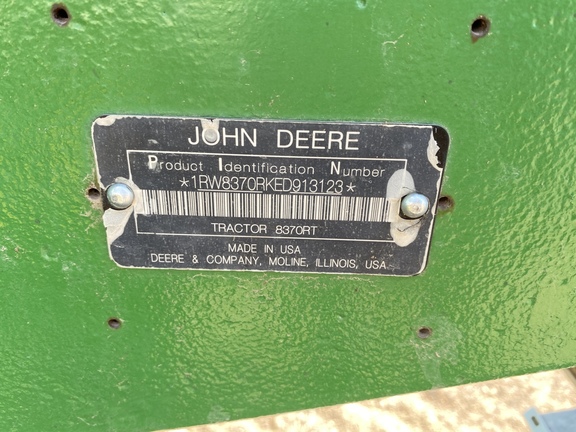 JOHN DEERE
Product Identification Number
*1RW8370RKED913123*
TRACTOR 8370RT
MADE IN USA
DEERE & COMPANY, MOLINE, ILLINOIS, USA